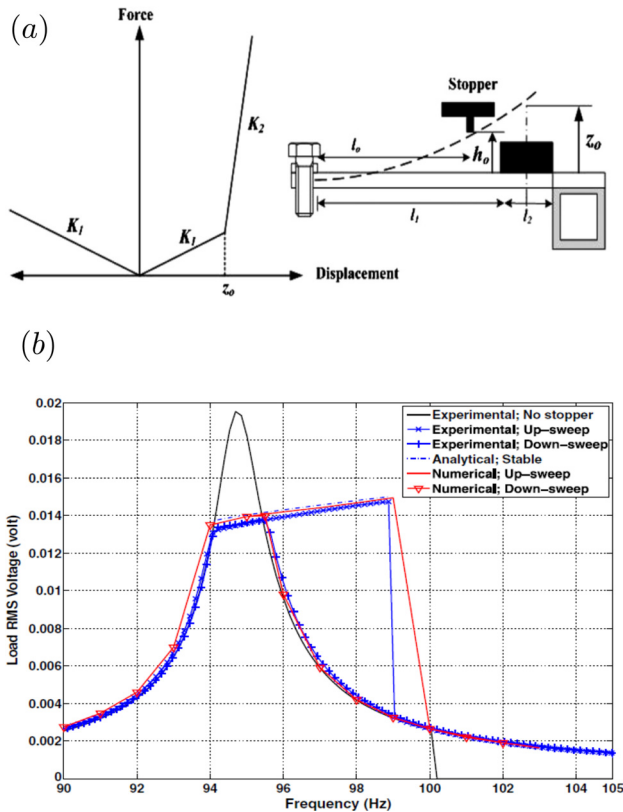 (a)
Force
K2
K1
K1
zo
Displacement
Stopper
lo
ho
zo
l1
l2
(b)
Load RMS Voltage (volt)
0.02
0.018
0.016
0.014
0.012
0.01
0.008
0.006
0.004
0.002
0
90 92 94 96 98 100 102 104 105
Frequency (Hz)
Experimental; No stopper
Experimental; Up-sweep
Experimental; Down-sweep
Analytical; Stable
Numerical; Up-sweep
Numerical; Down-sweep